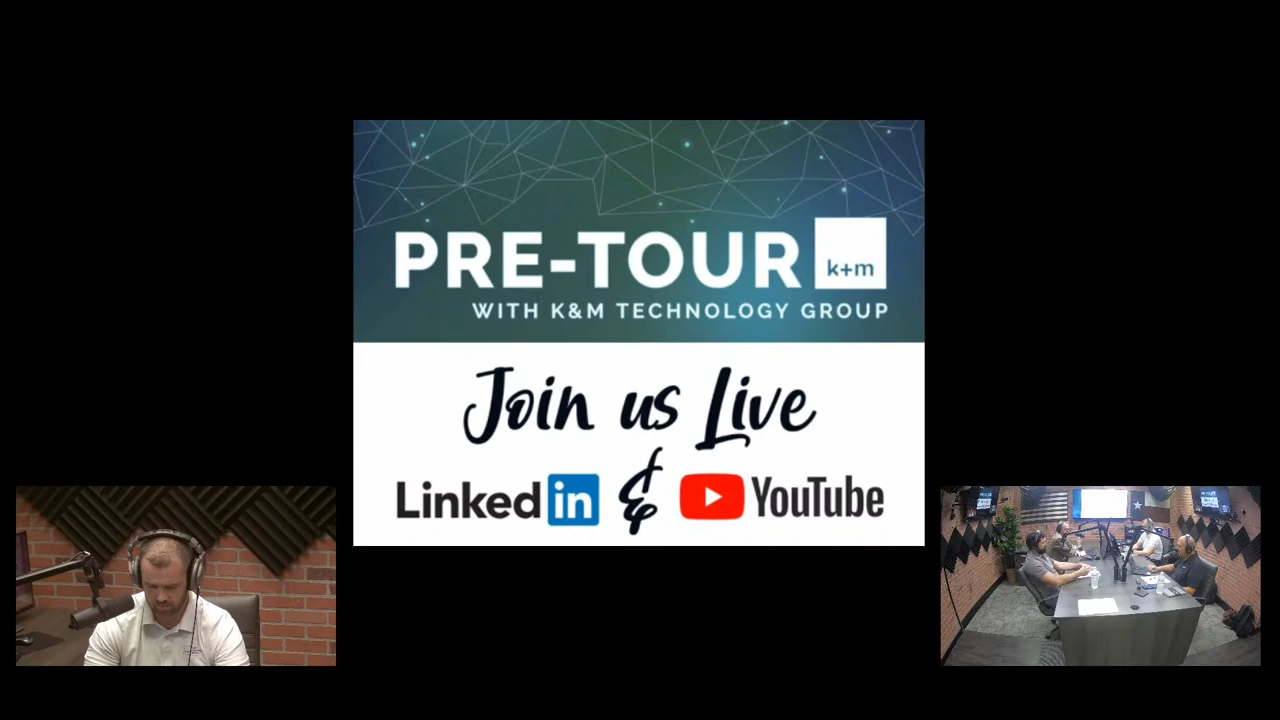 PRE-TOUR
k+m
WITH K&M TECHNOLOGY GROUP
Join us Live
LinkedIn & YouTube